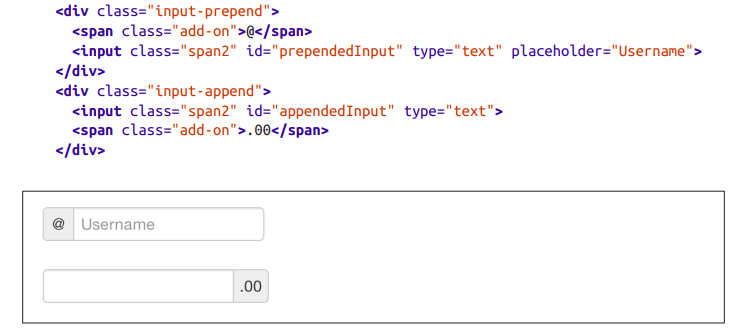 <div class="input-prepend">
  <span class="add-on">@</span>
  <input class="span2" id="prependedInput" type="text" placeholder="Username">
</div>
<div class="input-append">
  <input class="span2" id="appendedInput" type="text">
  <span class="add-on">.00</span>
</div>
@ Username
.00